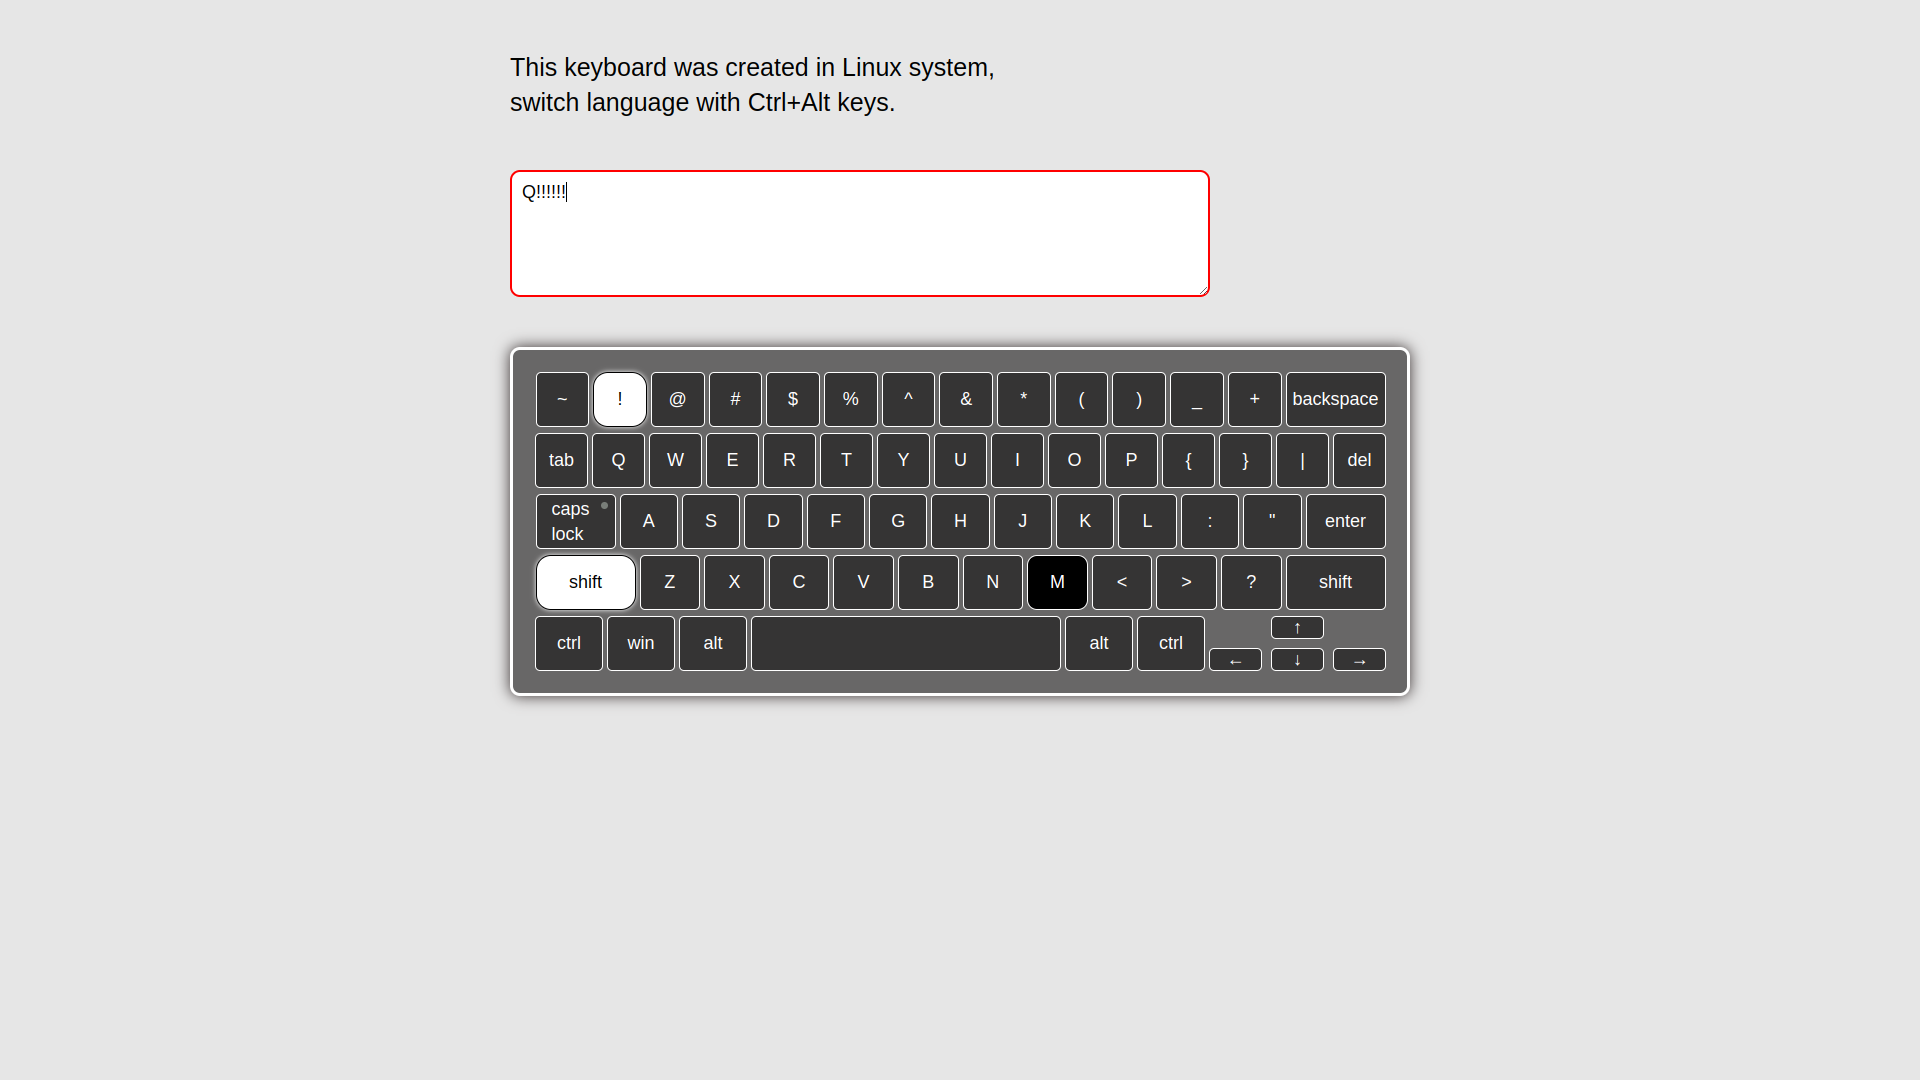 This keyboard was created in Linux system,
switch language with Ctrl+Alt keys.
Q!!!!!!
~ ! @ # $ % ^ & * ( ) _ + backspace
tab Q W E R T Y U I O P { } | del
caps lock A S D F G H J K L : " enter
shift Z X C V B N M < > ? shift
ctrl win alt alt ctrl ← ↑ ↓ →